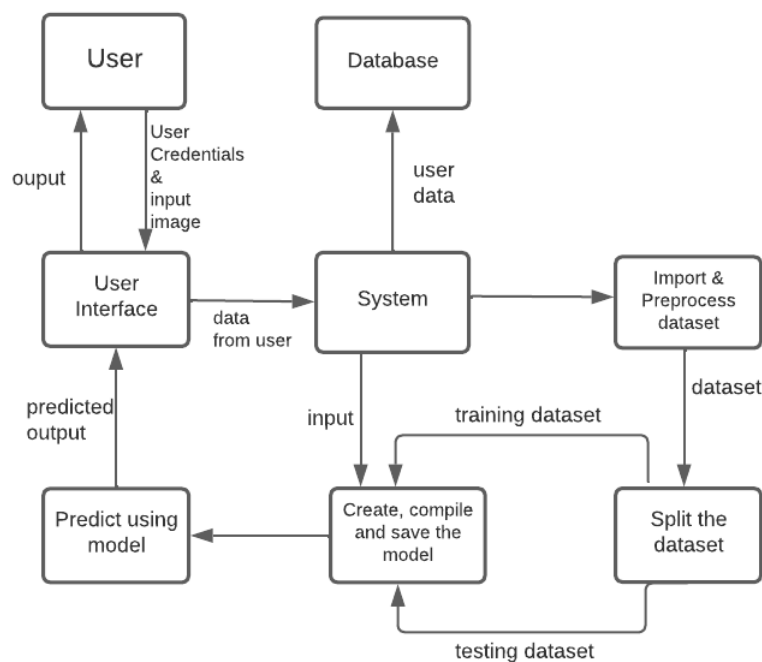 User
Database
User
Credentials
&
input
image
ouput
user
data
User
Interface
System
Import &
Preprocess
dataset
data
from user
predicted
output
input
training dataset
dataset
Predict using
model
Create, compile
and save the
model
Split the
dataset
testing dataset